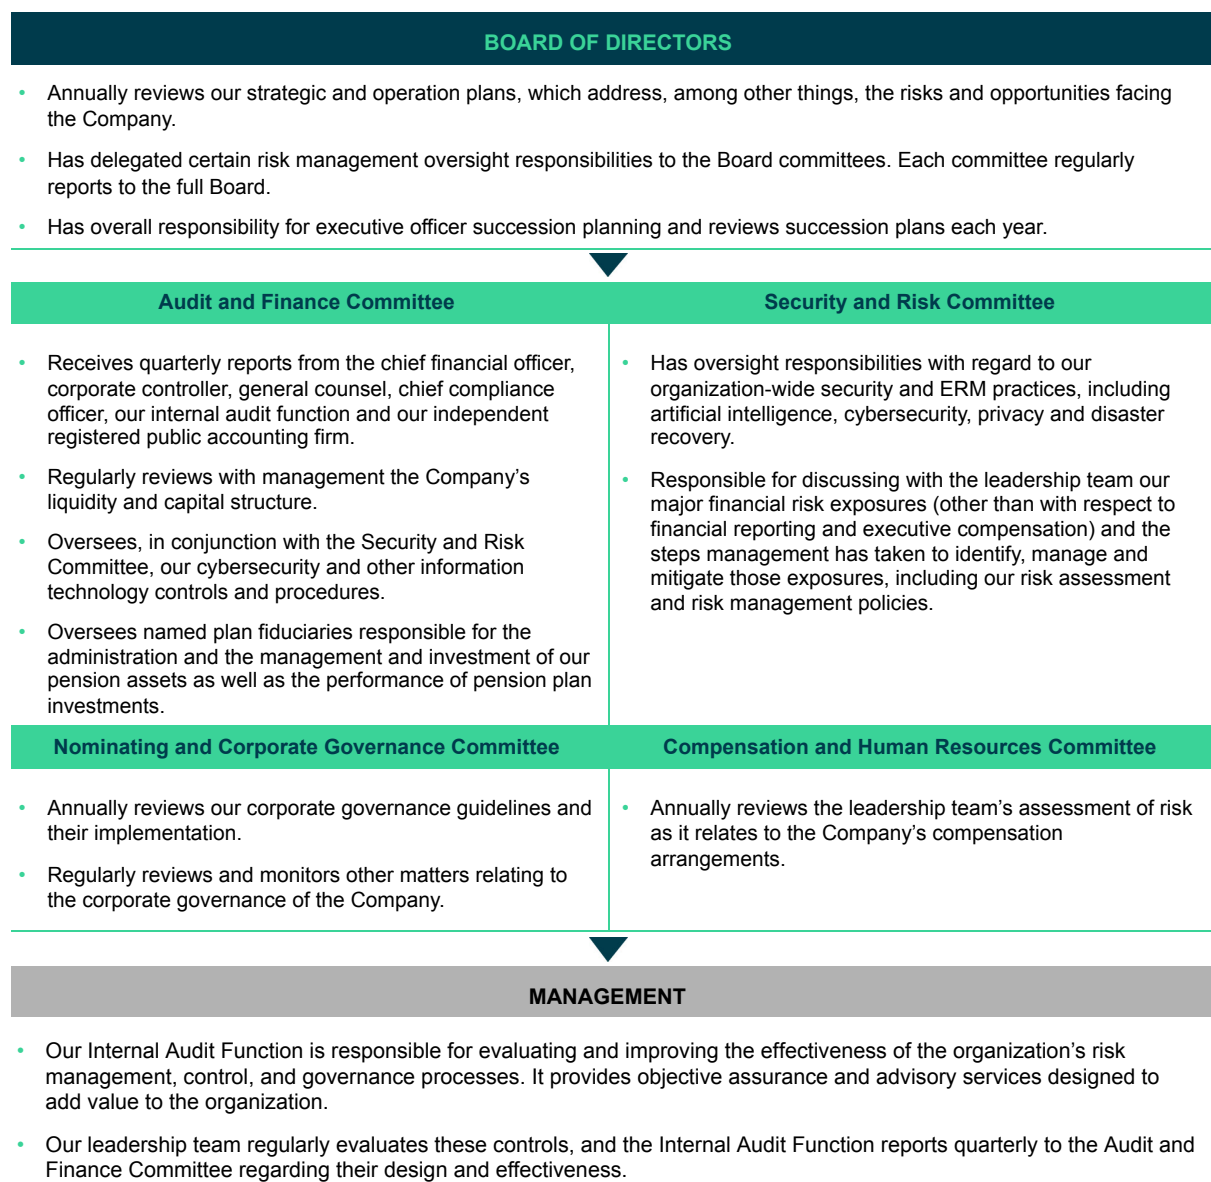 BOARD OF DIRECTORS
• Annually reviews our strategic and operation plans, which address, among other things, the risks and opportunities facing
the Company.
• Has delegated certain risk management oversight responsibilities to the Board committees. Each committee regularly
reports to the full Board.
• Has overall responsibility for executive officer succession planning and reviews succession plans each year.
Audit and Finance Committee
• Receives quarterly reports from the chief financial officer,
corporate controller, general counsel, chief compliance
officer, our internal audit function and our independent
registered public accounting firm.
• Regularly reviews with management the Company’s
liquidity and capital structure.
• Oversees, in conjunction with the Security and Risk
Committee, our cybersecurity and other information
technology controls and procedures.
• Oversees named plan fiduciaries responsible for the
administration and the management and investment of our
pension assets as well as the performance of pension plan
investments.
Security and Risk Committee
• Has oversight responsibilities with regard to our
organization-wide security and ERM practices, including
artificial intelligence, cybersecurity, privacy and disaster
recovery.
• Responsible for discussing with the leadership team our
major financial risk exposures (other than with respect to
financial reporting and executive compensation) and the
steps management has taken to identify, manage and
mitigate those exposures, including our risk assessment
and risk management policies.
Nominating and Corporate Governance Committee
• Annually reviews our corporate governance guidelines and
their implementation.
• Regularly reviews and monitors other matters relating to
the corporate governance of the Company.
Compensation and Human Resources Committee
• Annually reviews the leadership team’s assessment of risk
as it relates to the Company’s compensation
arrangements.
MANAGEMENT
• Our Internal Audit Function is responsible for evaluating and improving the effectiveness of the organization’s risk
management, control, and governance processes. It provides objective assurance and advisory services designed to
add value to the organization.
• Our leadership team regularly evaluates these controls, and the Internal Audit Function reports quarterly to the Audit and
Finance Committee regarding their design and effectiveness.